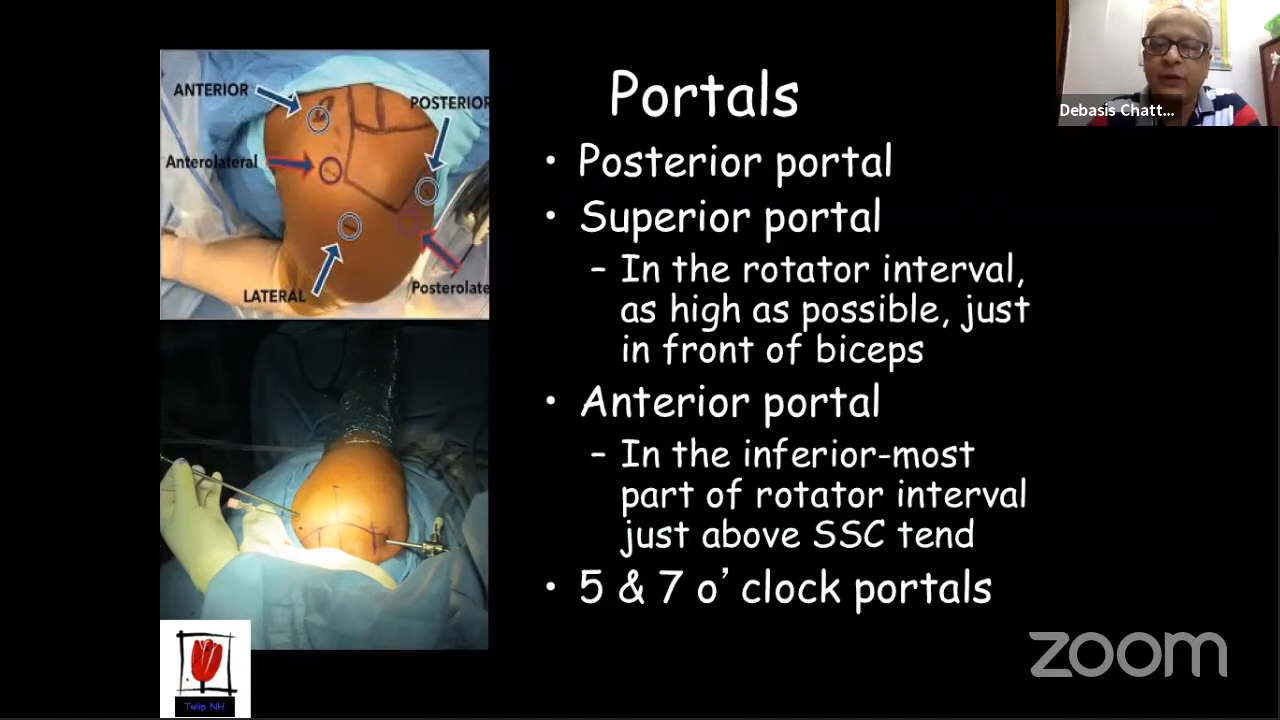 ANTERIOR
POSTERIOR
Anterolateral
LATERAL
Posterolate
Portals
• Posterior portal
• Superior portal
– In the rotator interval,
as high as possible, just
in front of biceps
• Anterior portal
– In the inferior-most
part of rotator interval
just above SSC tend
• 5 & 7 o’ clock portals
Debasis Chatt...
Tulip NH
zoom